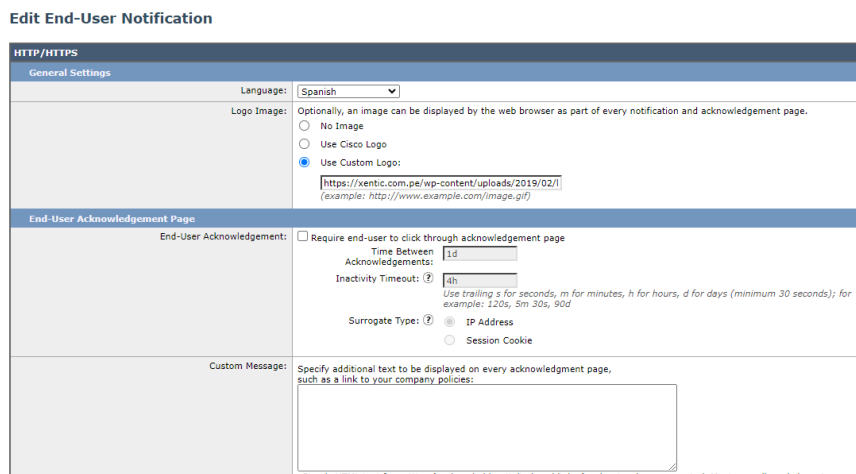 Edit End-User Notification
HTTP/HTTPS
General Settings
Language: Spanish
Logo Image: Optionally, an image can be displayed by the web browser as part of every notification and acknowledgement page.
No Image
Use Cisco Logo
Use Custom Logo:
https://xentic.com.pe/wp-content/uploads/2019/02/l
(example: http://www.example.com/image.gif)
End-User Acknowledgement Page
End-User Acknowledgement: Require end-user to click through acknowledgement page
Time Between
Acknowledgements: 1d
Inactivity Timeout: ? 4h
Use trailing s for seconds, m for minutes, h for hours, d for days (minimum 30 seconds); for
example: 120s, 5m 30s, 90d
Surrogate Type: ? IP Address
Session Cookie
Custom Message: Specify additional text to be displayed on every acknowledgment page,
such as a link to your company policies: